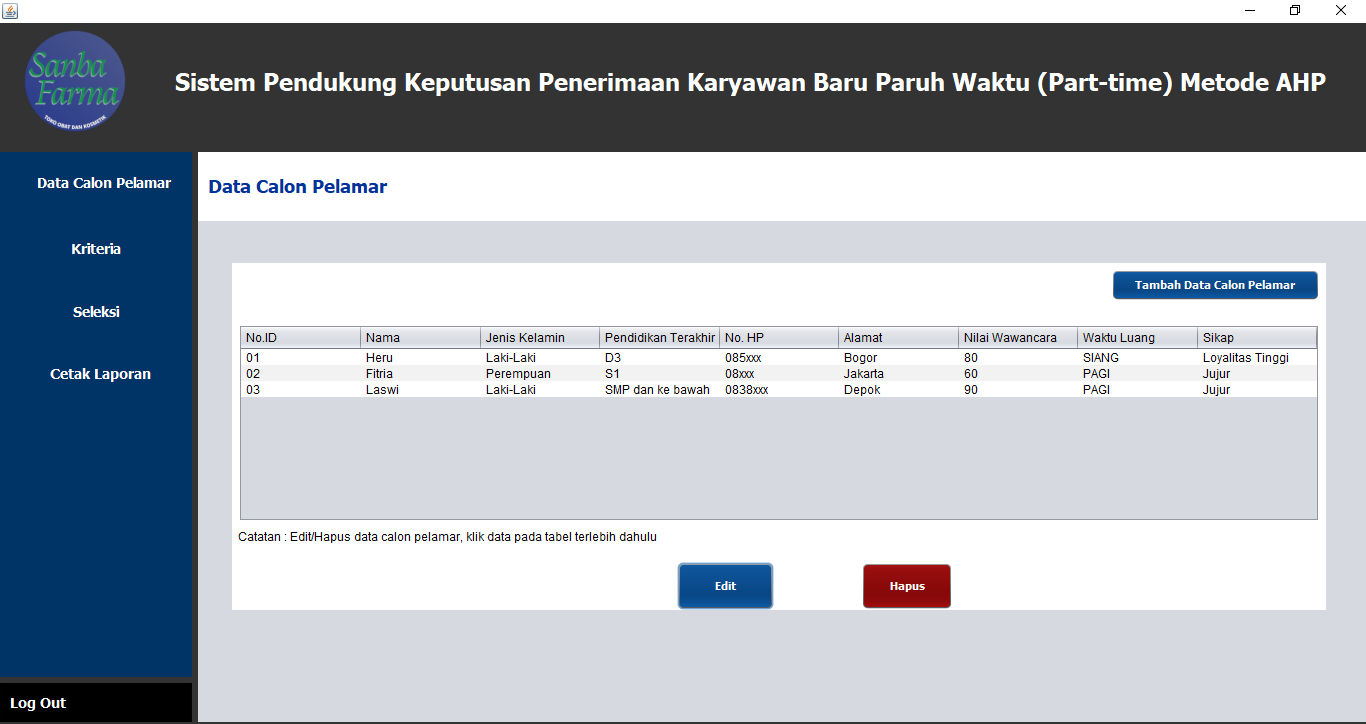 Sanba
Farma
TOKO OBAT DAN KOSMETIK
Sistem Pendukung Keputusan Penerimaan Karyawan Baru Paruh Waktu (Part-time) Metode AHP
Data Calon Pelamar
Kriteria
Seleksi
Cetak Laporan
Log Out
Data Calon Pelamar
Tambah Data Calon Pelamar
No.ID Nama Jenis Kelamin Pendidikan Terakhir No. HP Alamat Nilai Wawancara Waktu Luang Sikap
01 Heru Laki-Laki D3 085xxx Bogor 80 SIANG Loyalitas Tinggi
02 Fitria Perempuan S1 08xxx Jakarta 60 PAGI Jujur
03 Laswi Laki-Laki SMP dan ke bawah 0838xxx Depok 90 PAGI Jujur
Catatan : Edit/Hapus data calon pelamar, klik data pada tabel terlebih dahulu
Edit Hapus